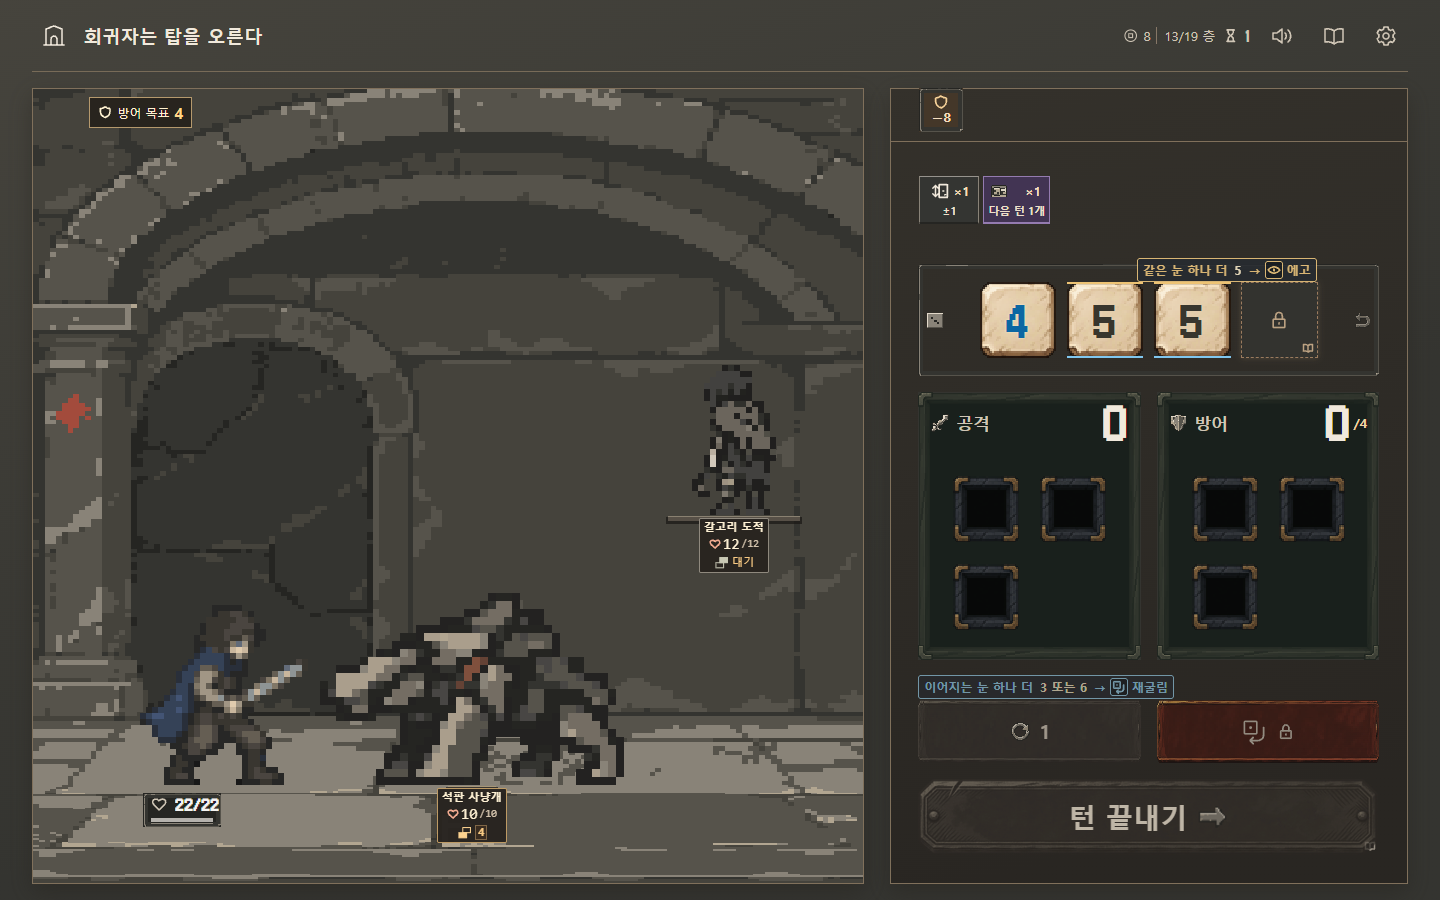 회귀자는 탑을 오른다
8
13/19 층
1
방어 목표 4
-8
×1
±1
×1
다음 턴 1개
같은 눈 하나 더 5 → 에고
4
5
5
공격
0
방어
0/4
갈고리 도적
12/12
대기
이어지는 눈 하나 더 3 또는 6 → 재굴림
1
22/22
석판 사냥개
10/10
4
턴 끝내기 →